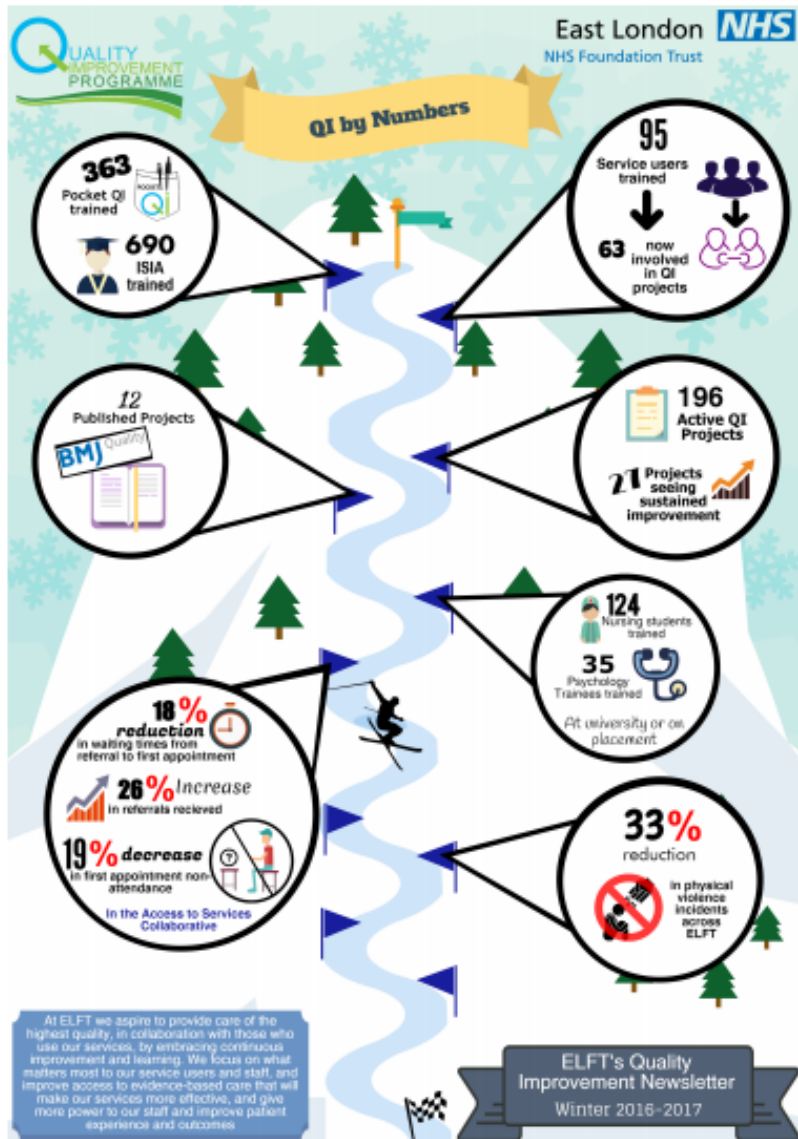 QUALITY
IMPROVEMENT
PROGRAMME
East London NHS
NHS Foundation Trust
QI by Numbers
363
Pocket QI
trained
POCKET
Qi
690
ISIA
trained
95
Service users
trained
63 now
involved
in QI
projects
12
Published Projects
BMJ Quality
196
Active QI
Projects
27 Projects
seeing
sustained
improvement
124
Nursing students
trained
35
Psychology
Trainees trained
At university or on
placement
18%
reduction
in waiting times from
referral to first appointment
26% Increase
in referrals recieved
19% decrease
in first appointment non-
attendance
In the Access to Services
Collaborative
?
33%
reduction
In physical
violence
incidents
across
ELFT
At ELFT we aspire to provide care of the
highest quality, in collaboration with those who
use our services, by embracing continuous
improvement and learning. We focus on what
matters most to our service users and staff, and
improve access to evidence-based care that will
make our services more effective, and give
more power to our staff and improve patient
experience and outcomes
ELFT's Quality
Improvement Newsletter
Winter 2016-2017